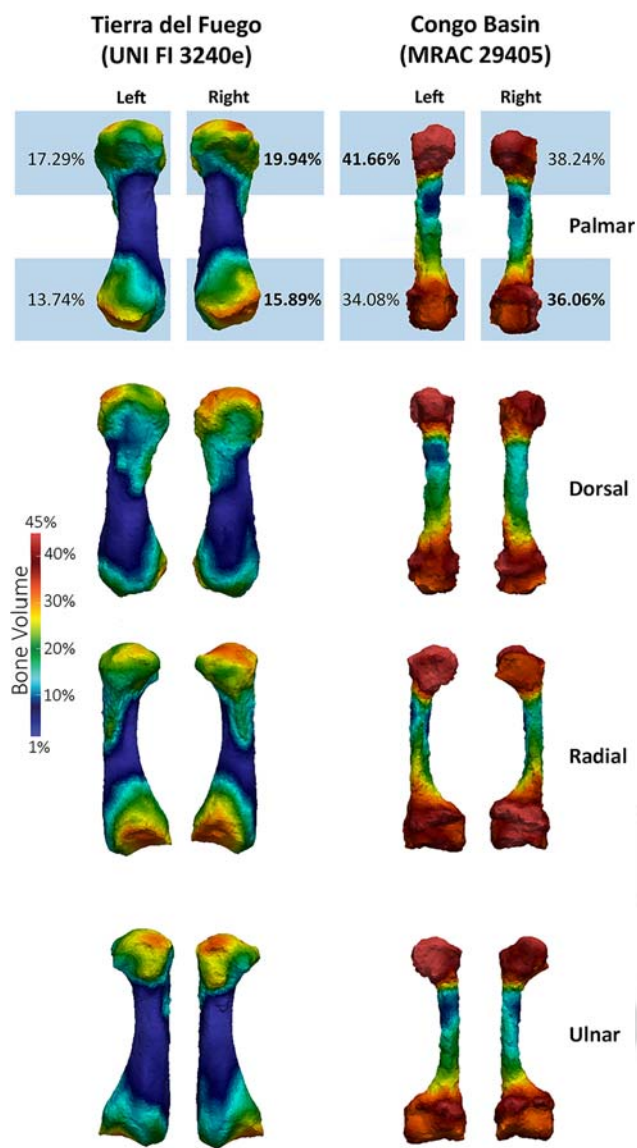 Tierra del Fuego
(UNI FI 3240e)
Congo Basin
(MRAC 29405)
Left
Right
Left
Right
17.29%
19.94%
41.66%
38.24%
Palmar
13.74%
15.89%
34.08%
36.06%
Dorsal
45%
40%
30%
20%
10%
1%
Bone Volume
Radial
Ulnar